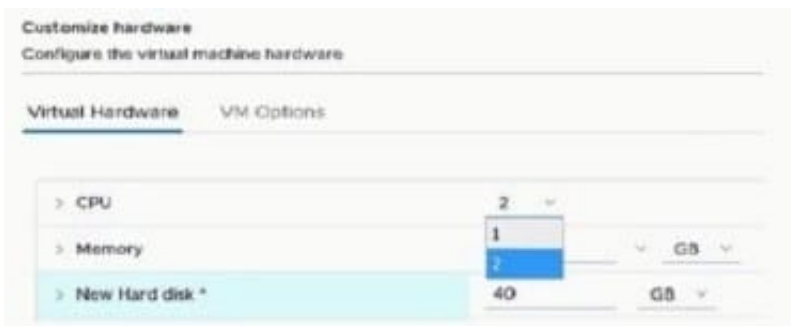 Customize hardware
Configure the virtual machine hardware
Virtual Hardware VM Options
> CPU 2
1
> Memory GB
2
> New Hard disk * 40 GB